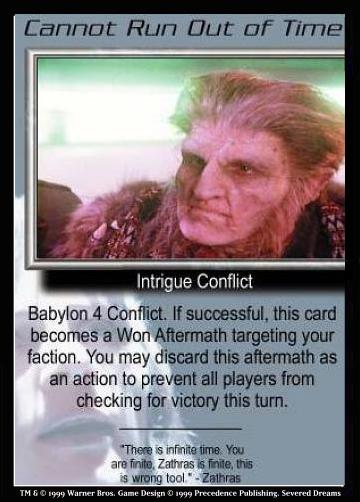 Cannot Run Out of Time
Intrigue Conflict
Babylon 4 Conflict. If successful, this card
becomes a Won Aftermath targeting your
faction. You may discard this aftermath as
an action to prevent all players from
checking for victory this turn.
"There is infinite time. You
are finite, Zathras is finite, this
is wrong tool." - Zathras
TM & © 1999 Warner Bros. Game Design © 1999 Precedence Publishing. Severed Dreams